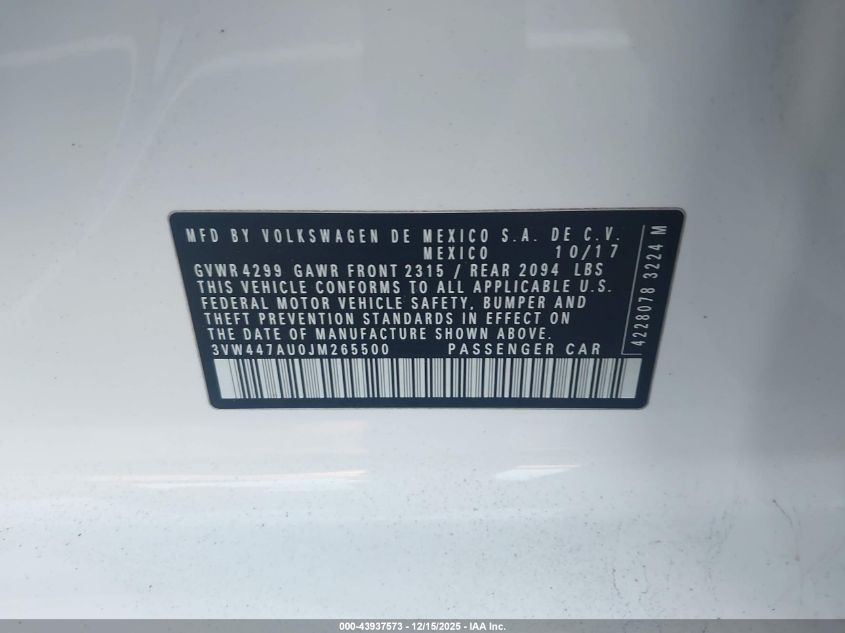 MFD BY VOLKSWAGEN DE MEXICO S.A. DE C.V.
MEXICO 10/17
GVWR 4299 GAWR FRONT 2315 / REAR 2094 LBS
THIS VEHICLE CONFORMS TO ALL APPLICABLE U.S.
FEDERAL MOTOR VEHICLE SAFETY, BUMPER AND
THEFT PREVENTION STANDARDS IN EFFECT ON
THE DATE OF MANUFACTURE SHOWN ABOVE.
3VW447AU0JM265500 PASSENGER CAR
4228078 3224 M
000-43937573 - 12/15/2025 - IAA Inc.